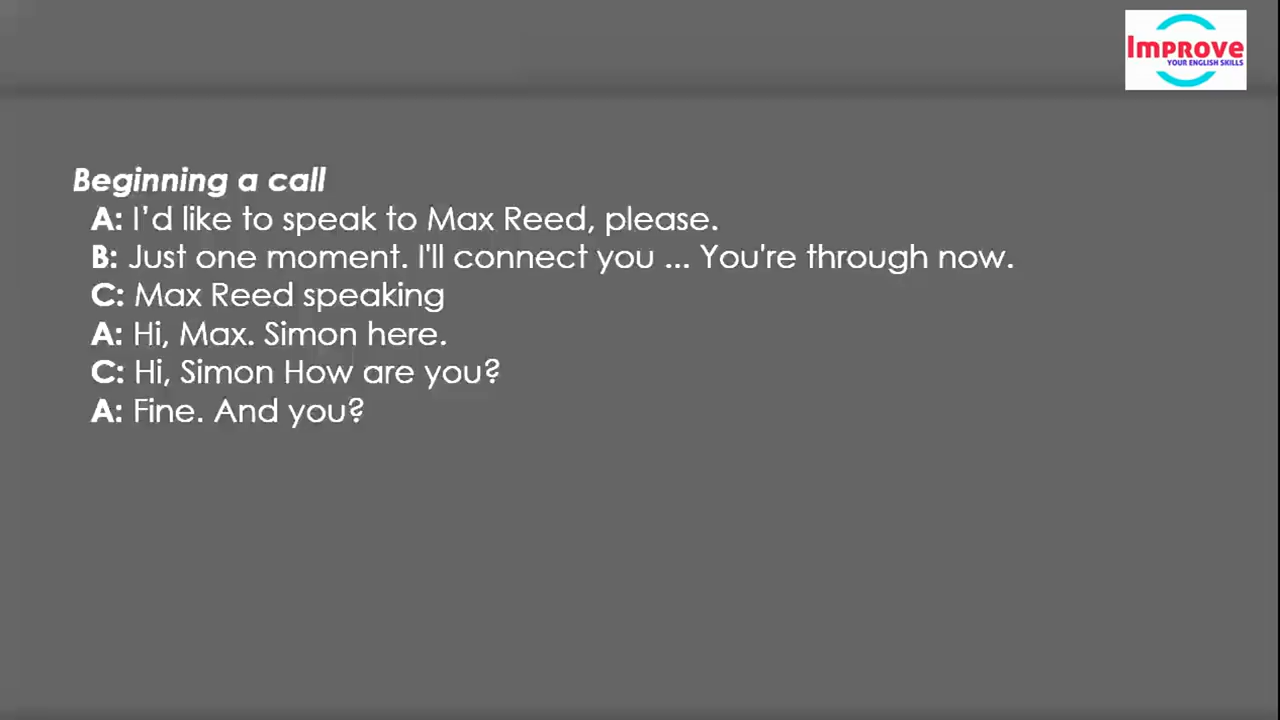 Improve
YOUR ENGLISH SKILLS
Beginning a call
A: I’d like to speak to Max Reed, please.
B: Just one moment. I'll connect you ... You're through now.
C: Max Reed speaking
A: Hi, Max. Simon here.
C: Hi, Simon How are you?
A: Fine. And you?